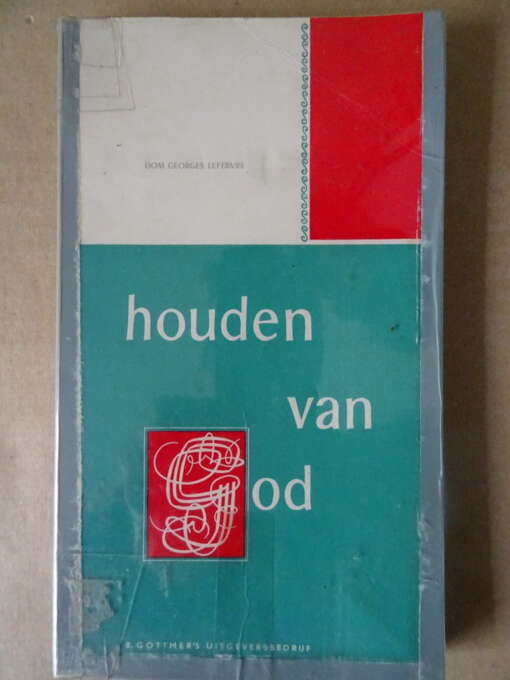 DOM GEORGES LEFEBVRE
houden
van
God
E. GOTTMER'S UITGEVERSBEDRIJF